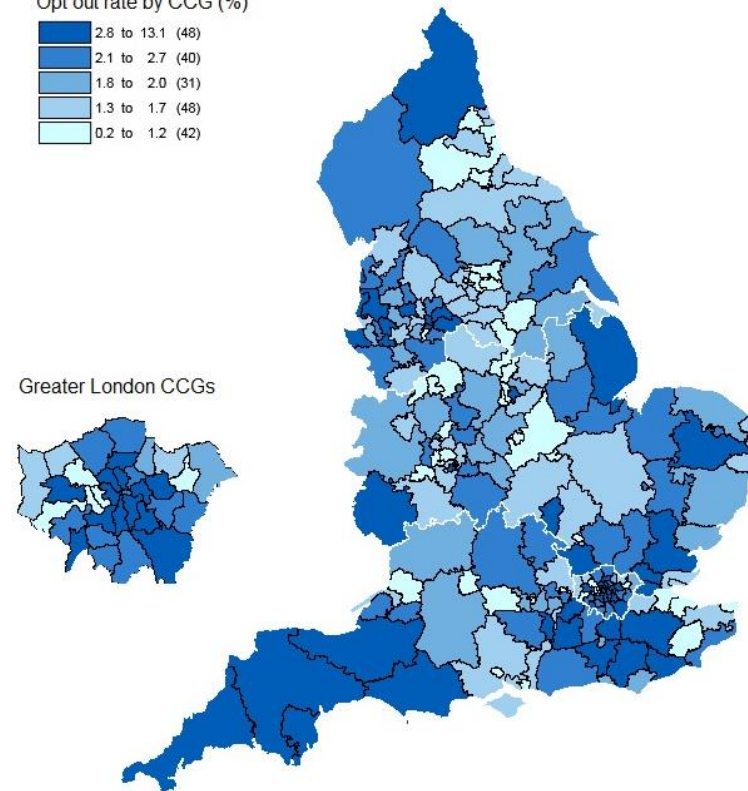 Opt out rate by CCG (%)
2.8 to 13.1 (48)
2.1 to 2.7 (40)
1.8 to 2.0 (31)
1.3 to 1.7 (48)
0.2 to 1.2 (42)
Greater London CCGs